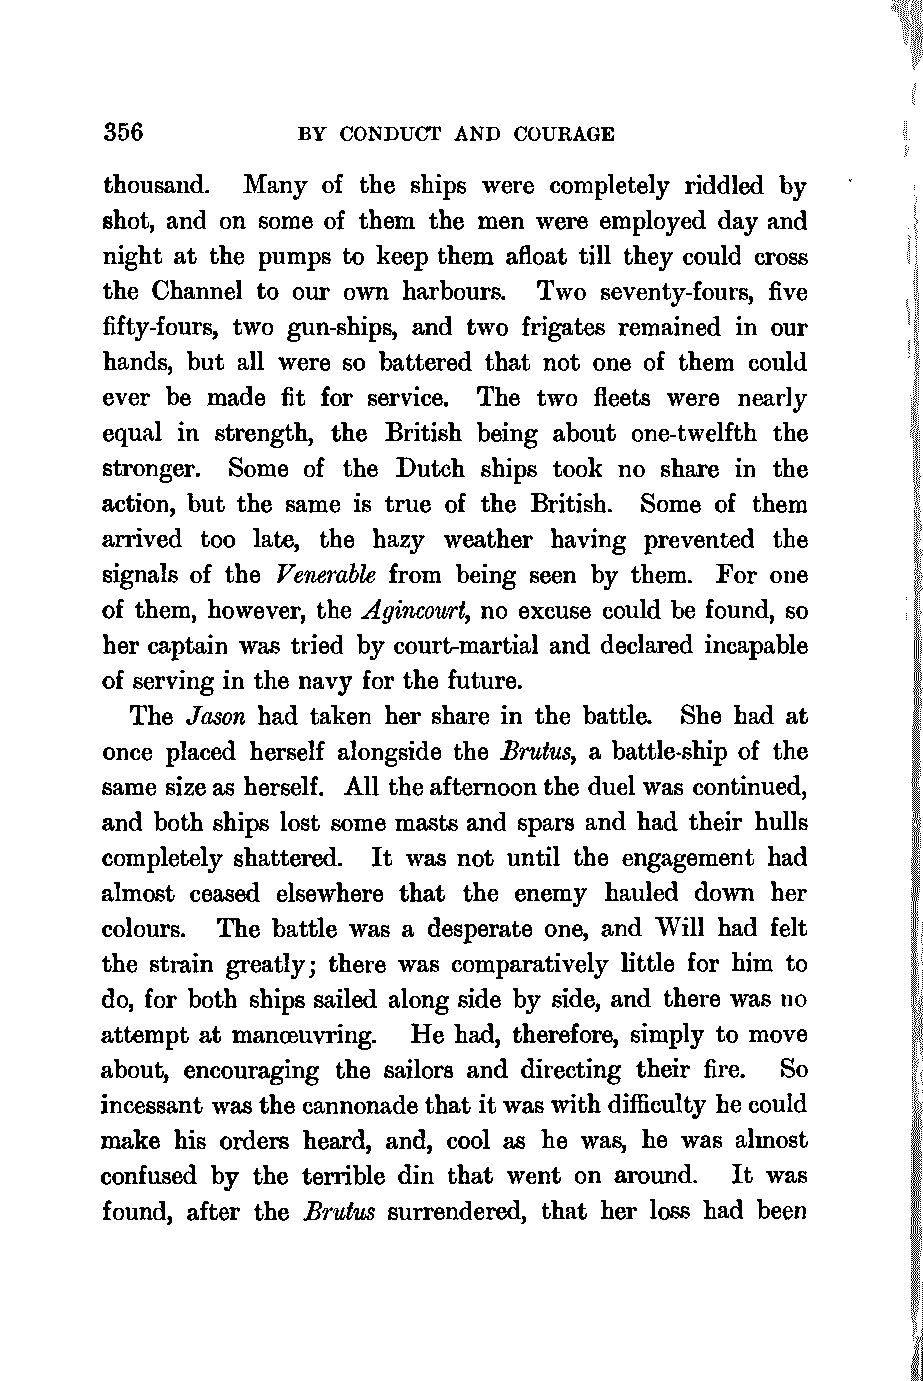 356 BY CONDUCT AND COURAGE
thousand. Many of the ships were completely riddled by
shot, and on some of them the men were employed day and
night at the pumps to keep them afloat till they could cross
the Channel to our own harbours. Two seventy-fours, five
fifty-fours, two gun-ships, and two frigates remained in our
hands, but all were so battered that not one of them could
ever be made fit for service. The two fleets were nearly
equal in strength, the British being about one-twelfth the
stronger. Some of the Dutch ships took no share in the
action, but the same is true of the British. Some of them
arrived too late, the hazy weather having prevented the
signals of the Venerable from being seen by them. For one
of them, however, the Agincourt, no excuse could be found, so
her captain was tried by court-martial and declared incapable
of serving in the navy for the future.
The Jason had taken her share in the battle. She had at
once placed herself alongside the Brutus, a battle-ship of the
same size as herself. All the afternoon the duel was continued,
and both ships lost some masts and spars and had their hulls
completely shattered. It was not until the engagement had
almost ceased elsewhere that the enemy hauled down her
colours. The battle was a desperate one, and Will had felt
the strain greatly; there was comparatively little for him to
do, for both ships sailed along side by side, and there was no
attempt at manœuvring. He had, therefore, simply to move
about, encouraging the sailors and directing their fire. So
incessant was the cannonade that it was with difficulty he could
make his orders heard, and, cool as he was, he was almost
confused by the terrible din that went on around. It was
found, after the Brutus surrendered, that her loss had been